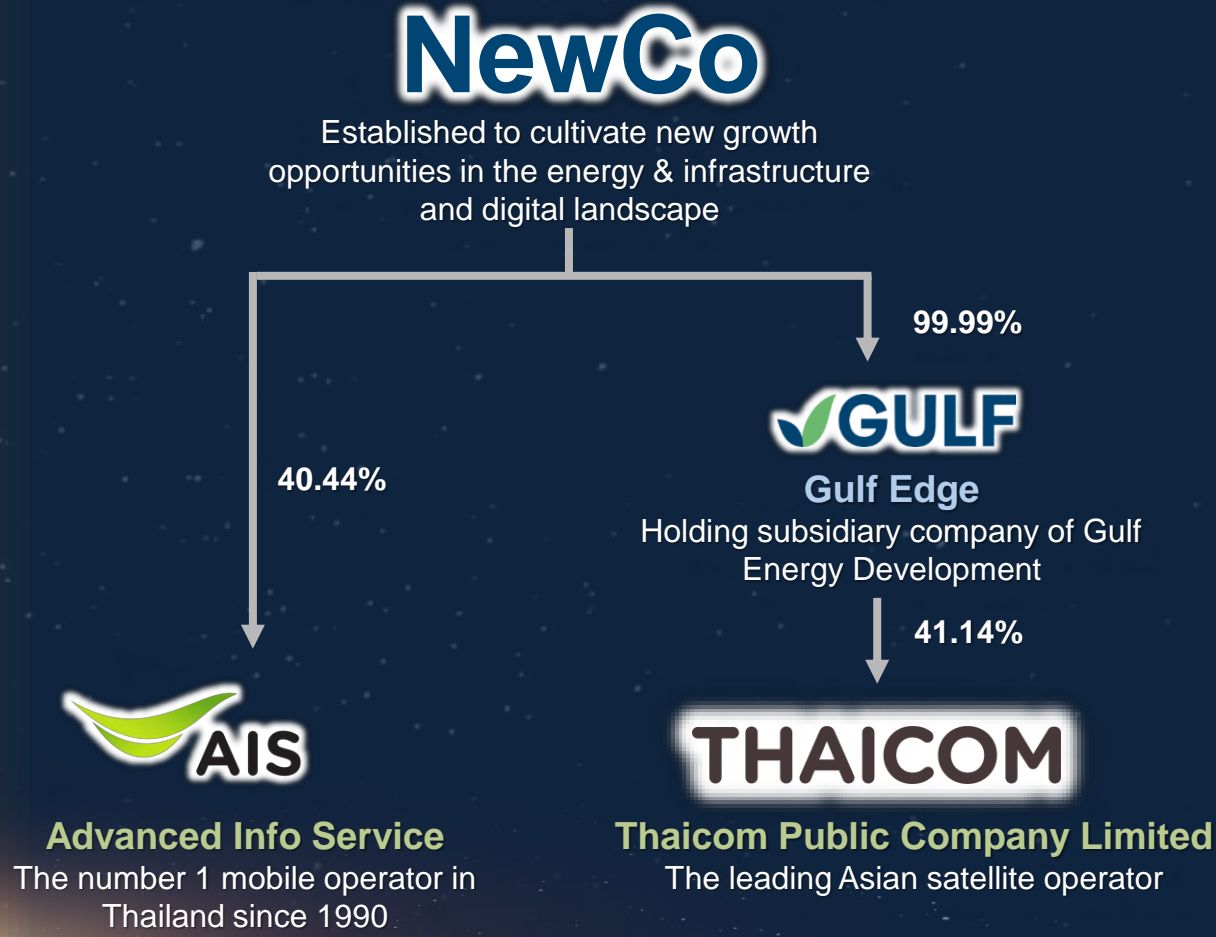 NewCo
Established to cultivate new growth
opportunities in the energy & infrastructure
and digital landscape
99.99%
GULF
40.44%
Gulf Edge
Holding subsidiary company of Gulf
Energy Development
41.14%
AIS
THAICOM
Advanced Info Service
The number 1 mobile operator in
Thailand since 1990
Thaicom Public Company Limited
The leading Asian satellite operator